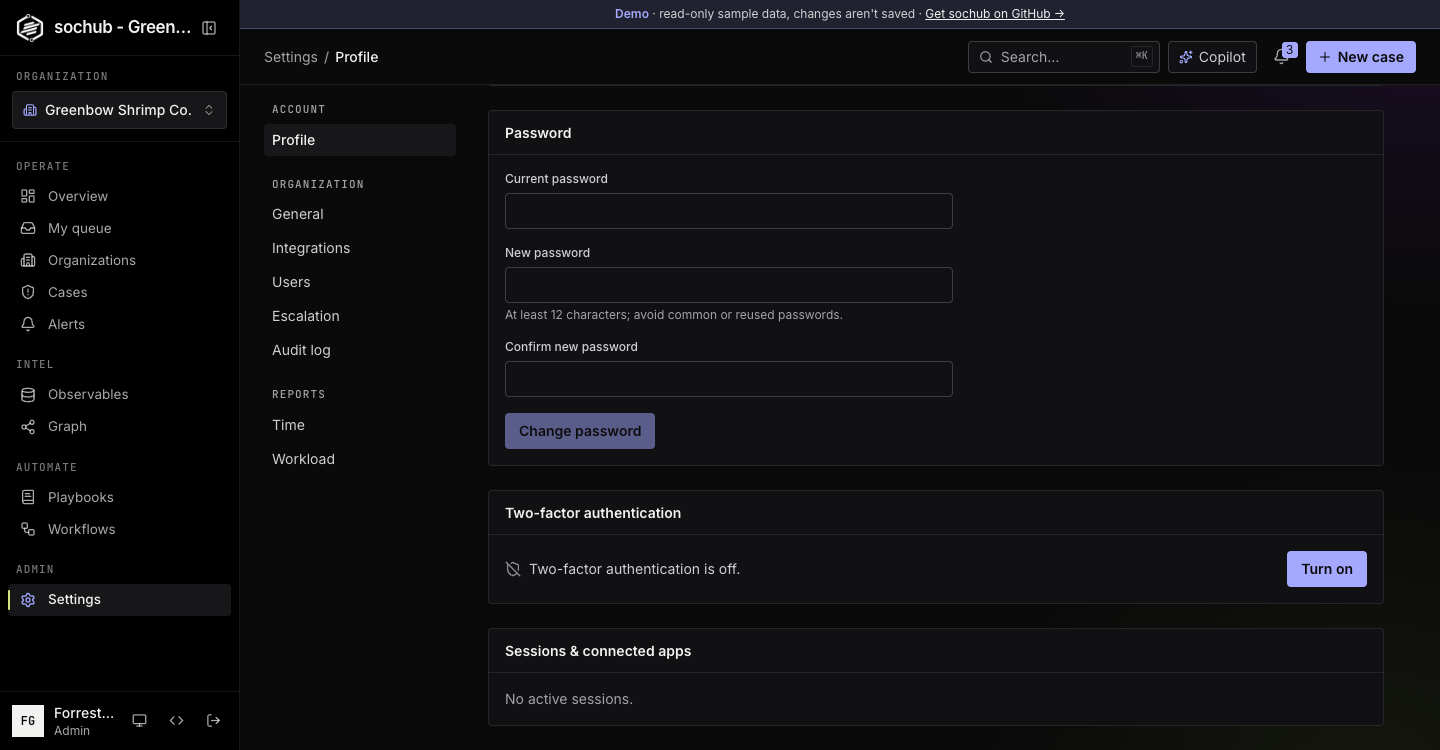 sochub - Green...
Demo · read-only sample data, changes aren't saved · Get sochub on GitHub →
ORGANIZATION
Greenbow Shrimp Co.
OPERATE
Overview
My queue
Organizations
Cases
Alerts
INTEL
Observables
Graph
AUTOMATE
Playbooks
Workflows
ADMIN
Settings
FG
Forrest...
Admin
Settings / Profile
Search...
⌘K
Copilot
3
New case
ACCOUNT
Profile
ORGANIZATION
General
Integrations
Users
Escalation
Audit log
REPORTS
Time
Workload
Password
Current password
New password
At least 12 characters; avoid common or reused passwords.
Confirm new password
Change password
Two-factor authentication
Two-factor authentication is off.
Turn on
Sessions & connected apps
No active sessions.